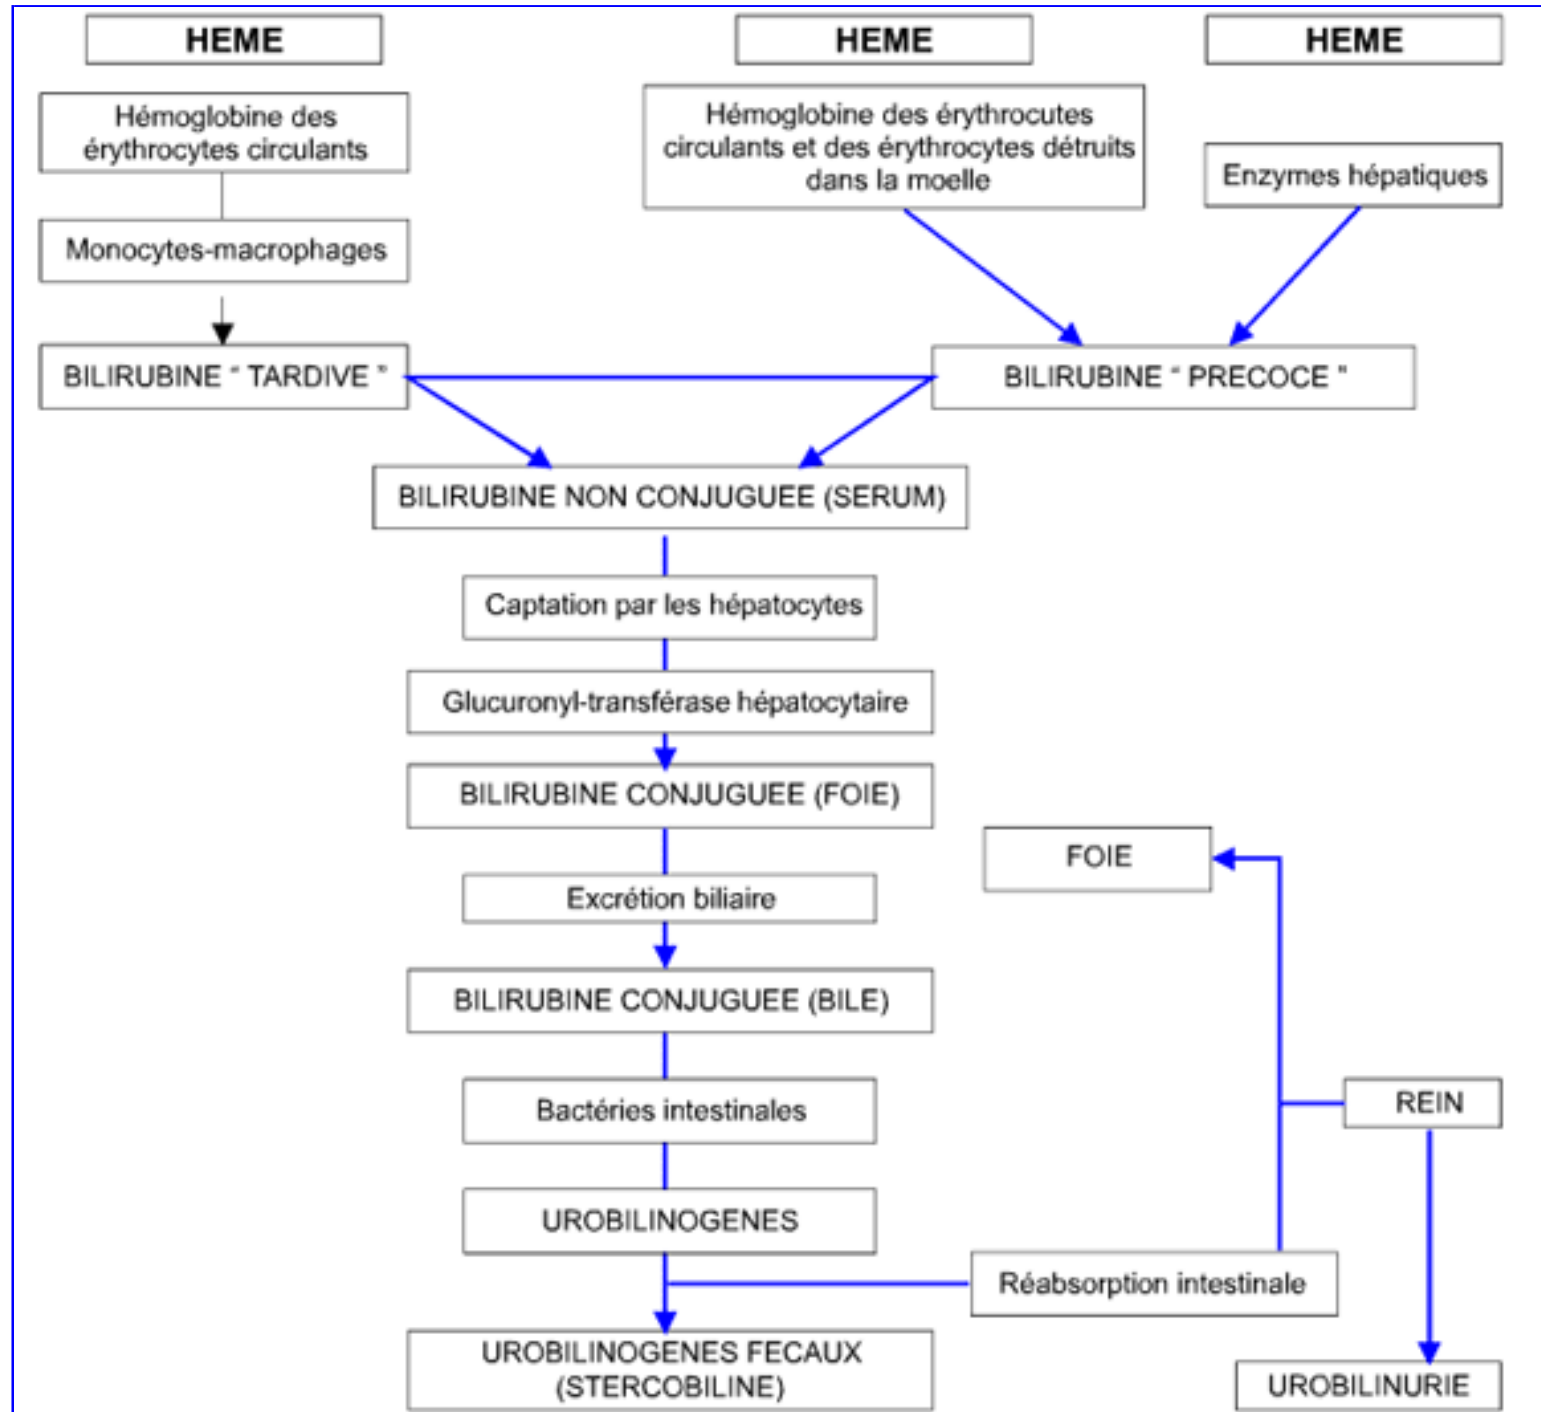 HEME
HEME
HEME
Hémoglobine des
érythrocytes circulants
Hémoglobine des érythrocutes
circulants et des érythrocytes détruits
dans la moelle
Enzymes hépatiques
Monocytes-macrophages
BILIRUBINE " TARDIVE "
BILIRUBINE " PRECOCE "
BILIRUBINE NON CONJUGUEE (SERUM)
Captation par les hépatocytes
Glucuronyl-transférase hépatocytaire
BILIRUBINE CONJUGUEE (FOIE)
FOIE
Excrétion biliaire
BILIRUBINE CONJUGUEE (BILE)
Bactéries intestinales
REIN
UROBILINOGENES
Réabsorption intestinale
UROBILINOGENES FECAUX
(STERCOBILINE)
UROBILINURIE